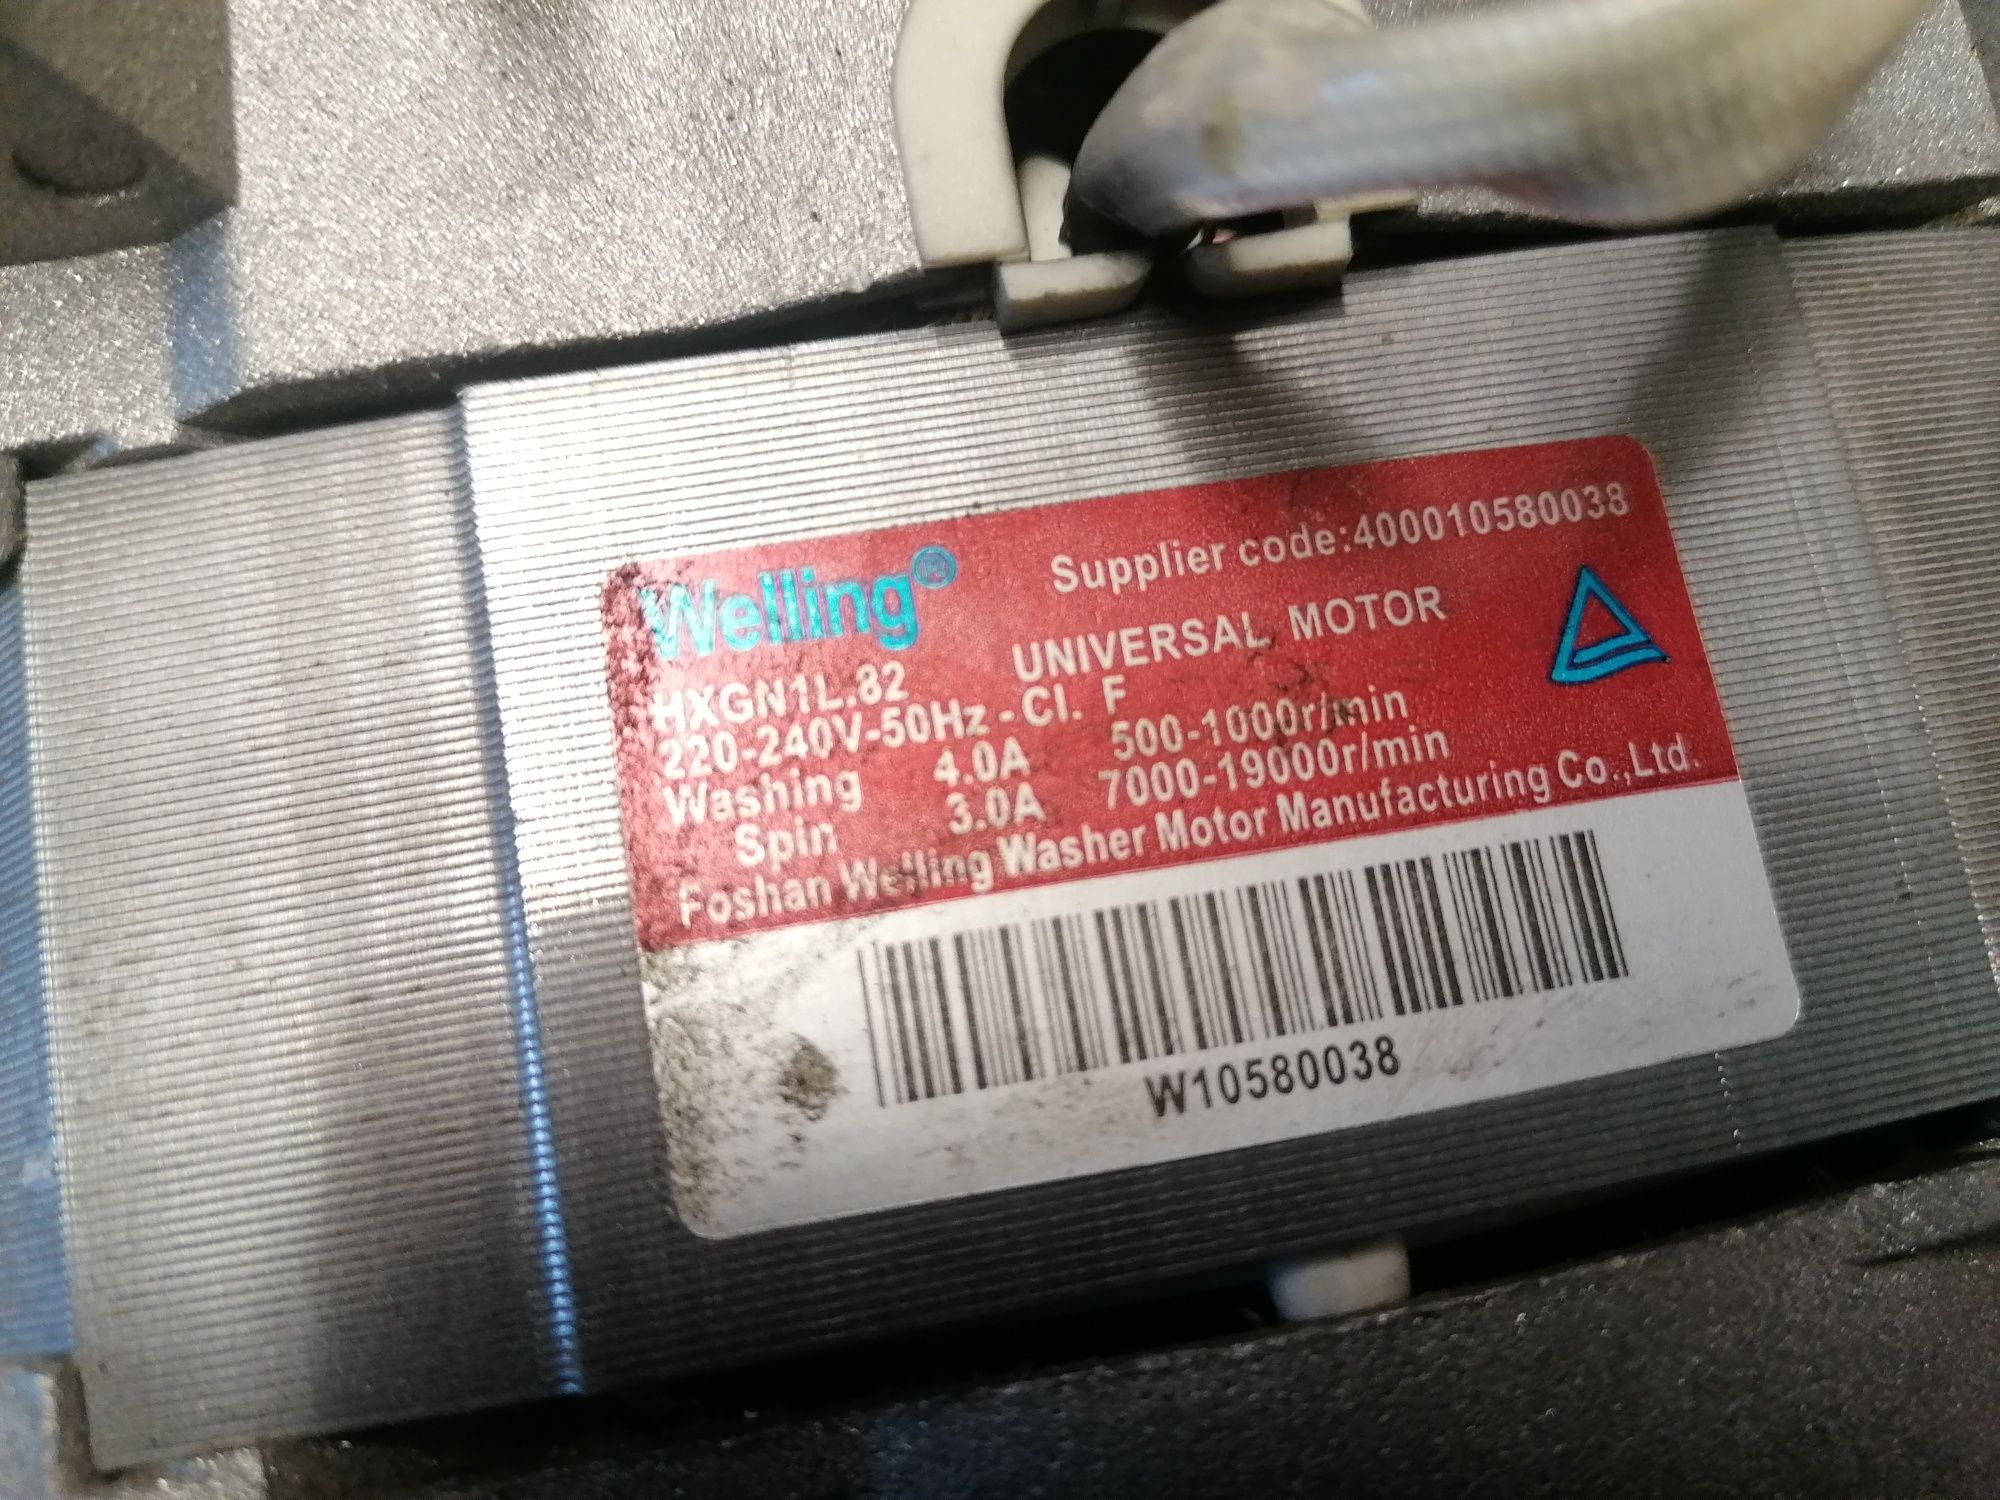 Welling® Supplier code:400010580038
HXGN1L.82 UNIVERSAL MOTOR
220-240V-50Hz - Cl. F
Washing 4.0A 500-1000r/min
Spin 3.0A 7000-19000r/min
Foshan Welling Washer Motor Manufacturing Co.,Ltd.
W10580038